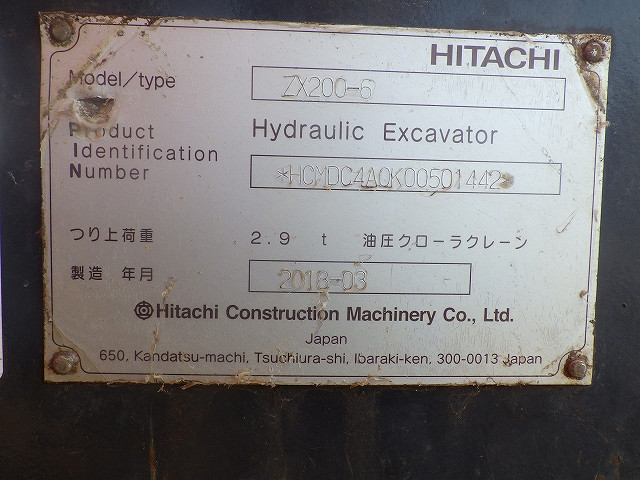 HITACHI
Model/type ZX200-6
Product Hydraulic Excavator
Identification
Number *HCMDC4A0K00501442*
つり上荷重 2.9 t 油圧クローラクレーン
製造 年月 2018-03
Hitachi Construction Machinery Co., Ltd.
Japan
650, Kandatsu-machi, Tsuchiura-shi, Ibaraki-ken, 300-0013 Japan